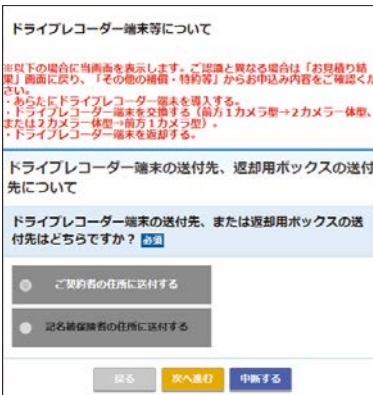 ドライブレコーダー端末等について
※以下の場合に当画面を表示します。ご認識と異なる場合は「お見積り結
果」画面に戻り、「その他の補償・特約等」からお申込み内容をご確認くだ
さい。
・あらたにドライブレコーダー端末を導入する。
・ドライブレコーダー端末を交換する（前方１カメラ型→２カメラ一体型、
または２カメラ一体型→前方１カメラ型）。
・ドライブレコーダー端末を返却する。
ドライブレコーダー端末の送付先、返却用ボックスの送付
先について
ドライブレコーダー端末の送付先、または返却用ボックスの送
付先はどちらですか？ 必須
ご契約者の住所に送付する
記名被保険者の住所に送付する
戻る 次へ進む 中断する